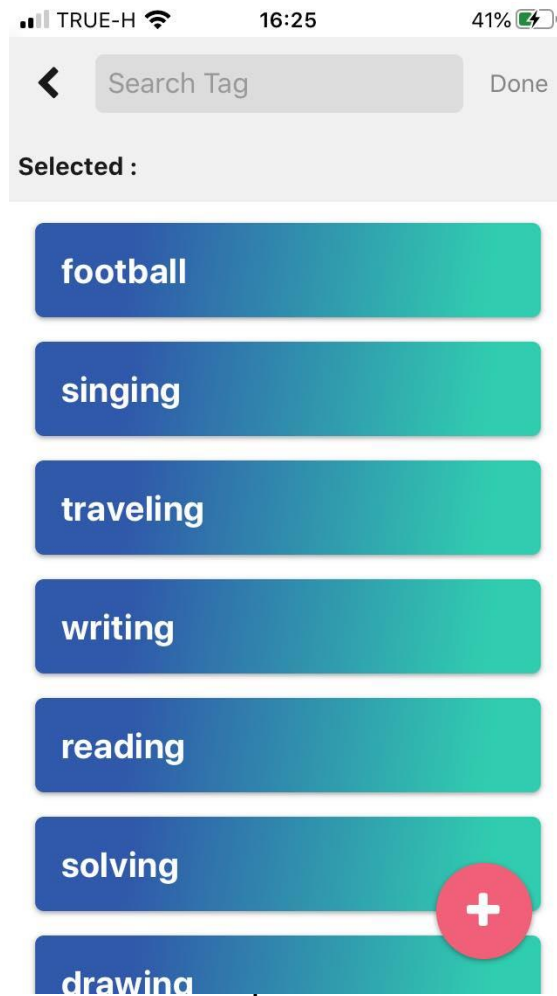 TRUE-H 16:25 41%
Search Tag Done
Selected :
football
singing
traveling
writing
reading
solving
drawing